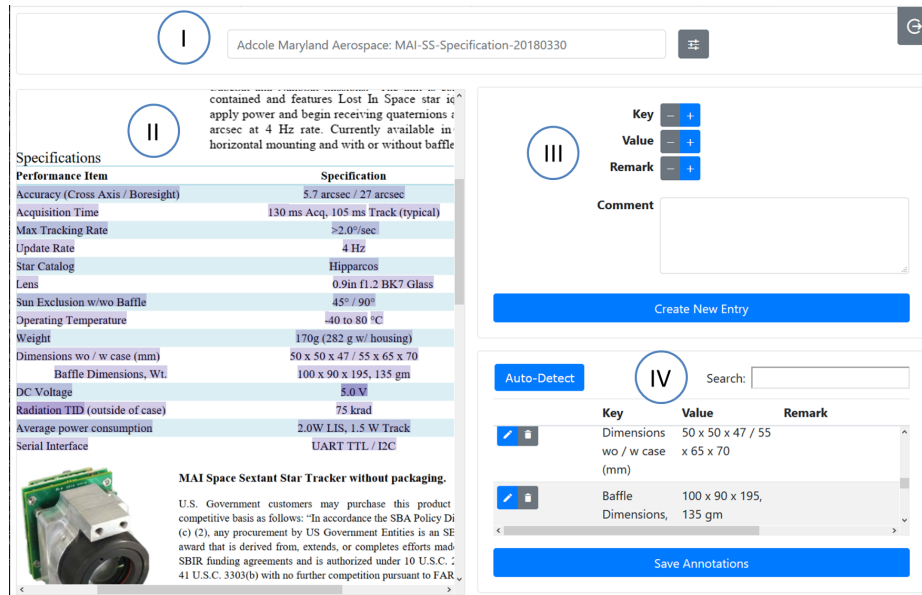 I
Adcole Maryland Aerospace: MAI-SS-Specification-20180330
II
contained and features Lost In Space star
apply power and begin receiving quaternions
arcsec at 4 Hz rate. Currently available in
horizontal mounting and with or without baffle
Specifications
Performance Item Specification
Accuracy (Cross Axis / Boresight) 5.7 arcsec / 27 arcsec
Acquisition Time 130 ms Acq, 105 ms Track (typical)
Max Tracking Rate >2.0°/sec
Update Rate 4 Hz
Star Catalog Hipparcos
Lens 0.9in f1.2 BK7 Glass
Sun Exclusion w/wo Baffle 45° / 90°
Operating Temperature -40 to 80 °C
Weight 170g (282 g w/ housing)
Dimensions wo / w case (mm) 50 x 50 x 47 / 55 x 65 x 70
Baffle Dimensions, Wt. 100 x 90 x 195, 135 gm
DC Voltage 5.0 V
Radiation TID (outside of case) 75 krad
Average power consumption 2.0W LIS, 1.5 W Track
Serial Interface UART TTL / I2C
MAI Space Sextant Star Tracker without packaging.
U.S. Government customers may purchase this product
competitive basis as follows: “In accordance the SBA Policy
(c) (2), any procurement by US Government Entities is an
award that is derived from, extends, or completes efforts
SBIR funding agreements and is authorized under 10 U.S.C.
41 U.S.C. 3303(b) with no further competition pursuant to FAR
III
Key - +
Value - +
Remark - +
Comment
Create New Entry
Auto-Detect
IV
Search:
Key Value Remark
Dimensions 50 x 50 x 47 / 55
wo / w case x 65 x 70
(mm)
Baffle 100 x 90 x 195,
Dimensions, 135 gm
Save Annotations